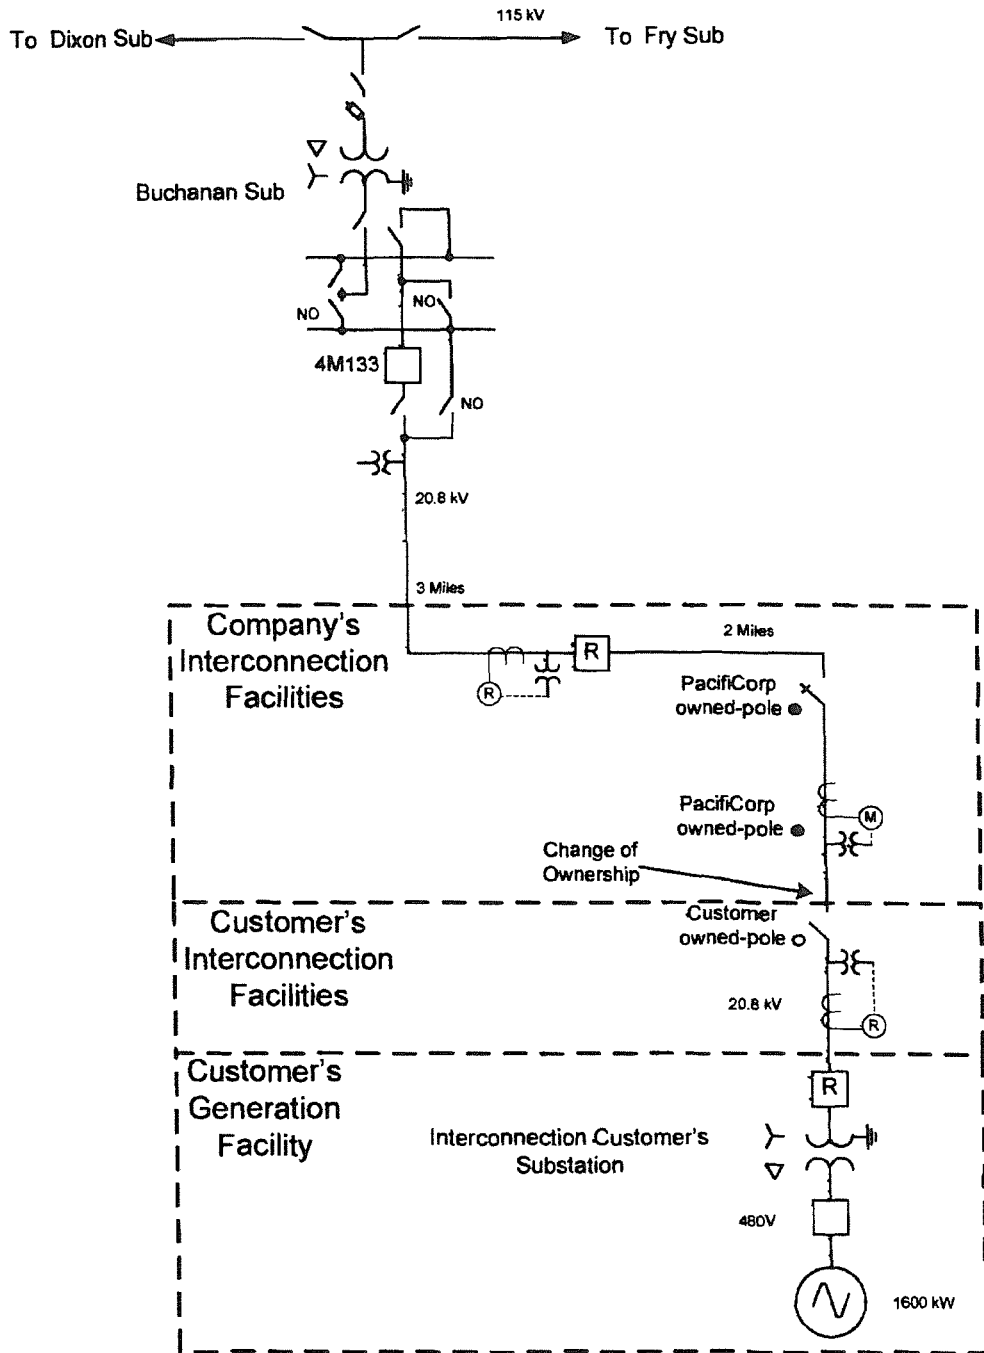 115 kV
To Dixon Sub
To Fry Sub
Buchanan Sub
NO
NO
4M133
NO
20.8 kV
3 Miles
Company's
Interconnection
Facilities
2 Miles
R
R
PacifiCorp
owned-pole
PacifiCorp
owned-pole
M
Change of
Ownership
Customer's
Interconnection
Facilities
Customer
owned-pole
20.8 kV
R
Customer's
Generation
Facility
R
Interconnection Customer's
Substation
480V
1600 kW